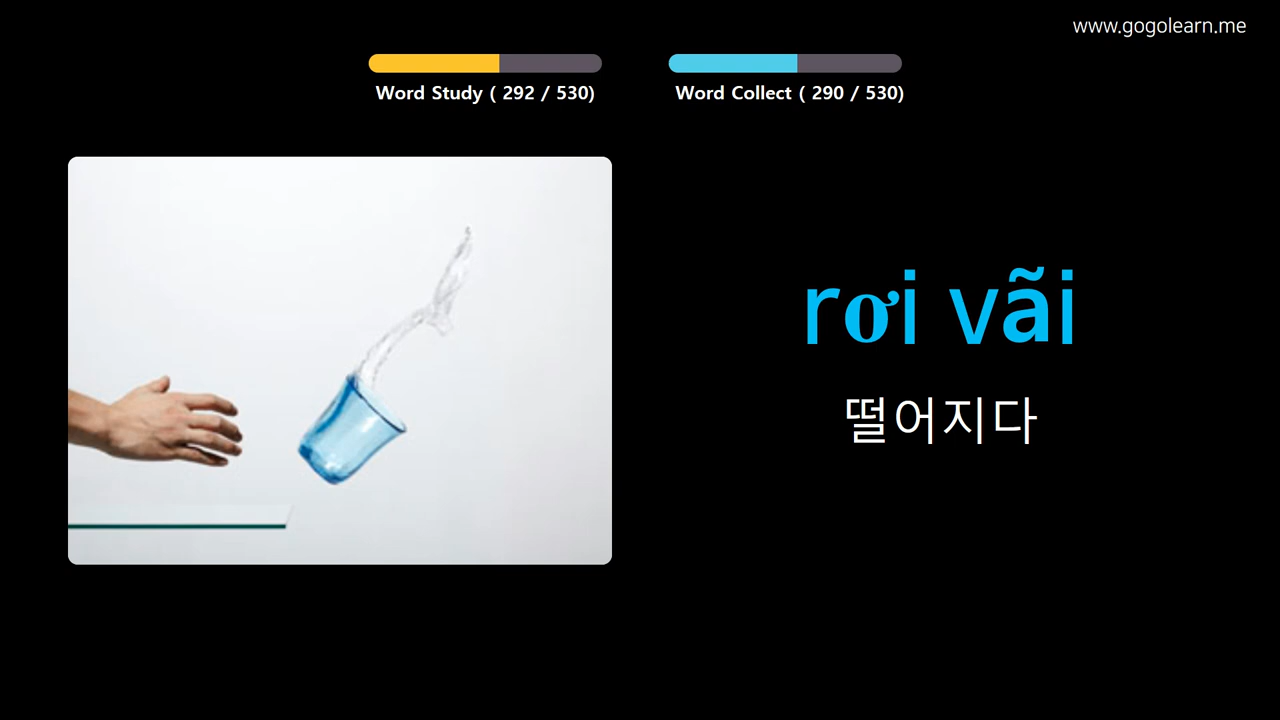 www.gogolearn.me
Word Study ( 292 / 530)
Word Collect ( 290 / 530)
rơi vãi
떨어지다